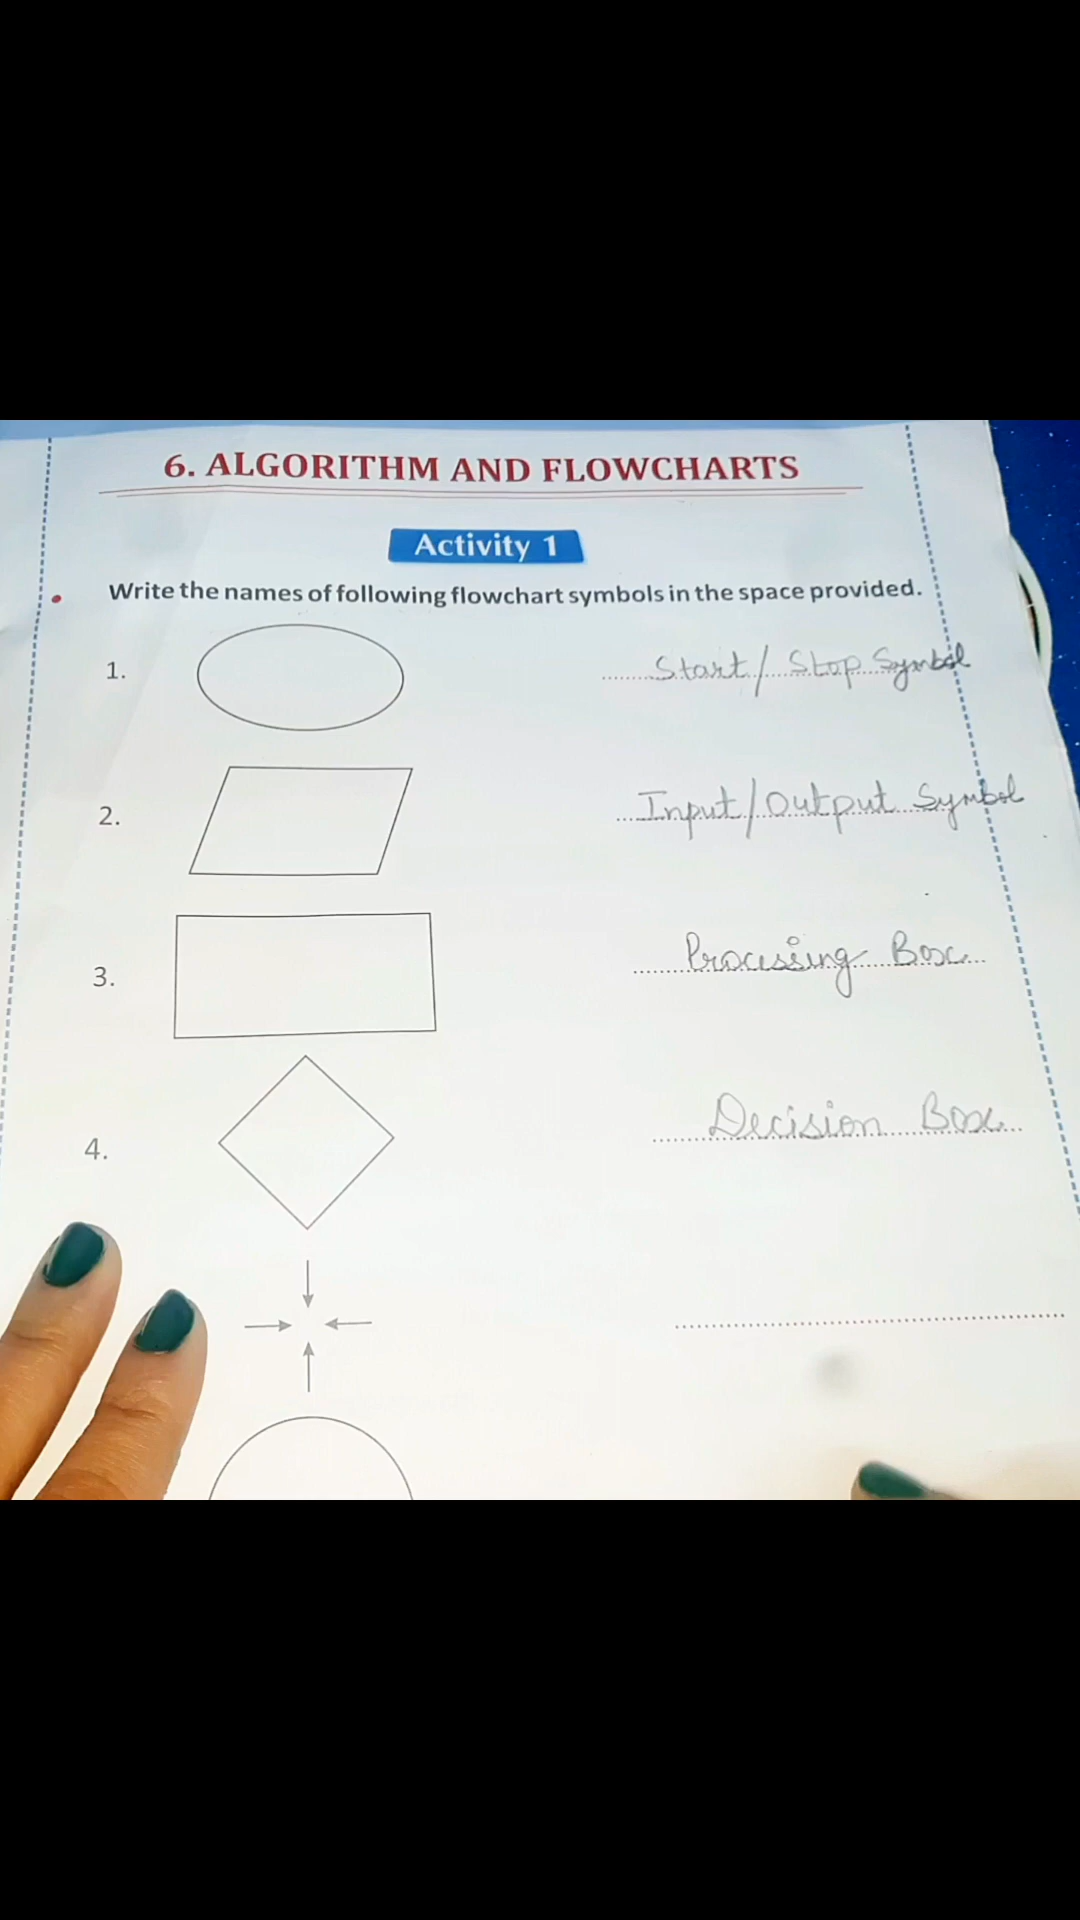 6. ALGORITHM AND FLOWCHARTS
Activity 1
Write the names of following flowchart symbols in the space provided.
1. Start/ Stop Symbol
2. Input/Output Symbol
3. Processing Box
4. Decision Box